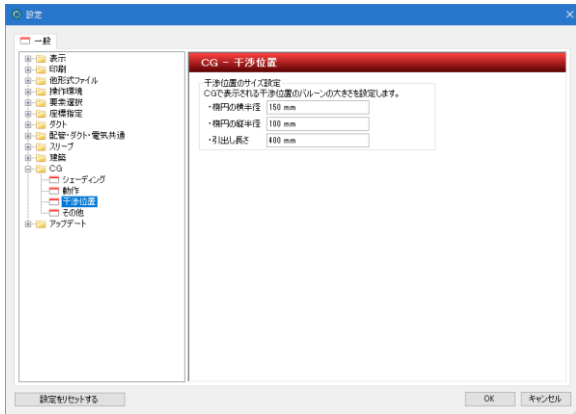 設定
一般
表示
印刷
他形式ファイル
操作環境
要素選択
座標指定
ダクト
配管・ダクト・電気共通
スリーブ
建築
CG
シェーディング
動作
干渉位置
その他
アップデート
CG － 干渉位置
干渉位置のサイズ設定
CGで表示される干渉位置のバルーンの大きさを設定します。
・楕円の横半径 150 mm
・楕円の縦半径 100 mm
・引出し長さ 400 mm
設定をリセットする
OK
キャンセル